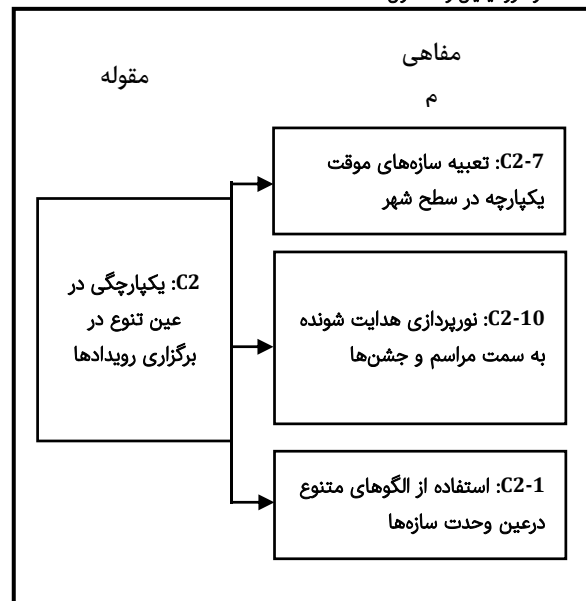 مفاهی
م
مقوله
C2-7: تعبیه سازه‌های موقت
یکپارچه در سطح شهر
C2: یکپارچگی در
عین تنوع در
برگزاری رویدادها
C2-10: نورپردازی هدایت شونده
به سمت مراسم و جشن‌ها
C2-1: استفاده از الگوهای متنوع
درعین وحدت سازه‌ها